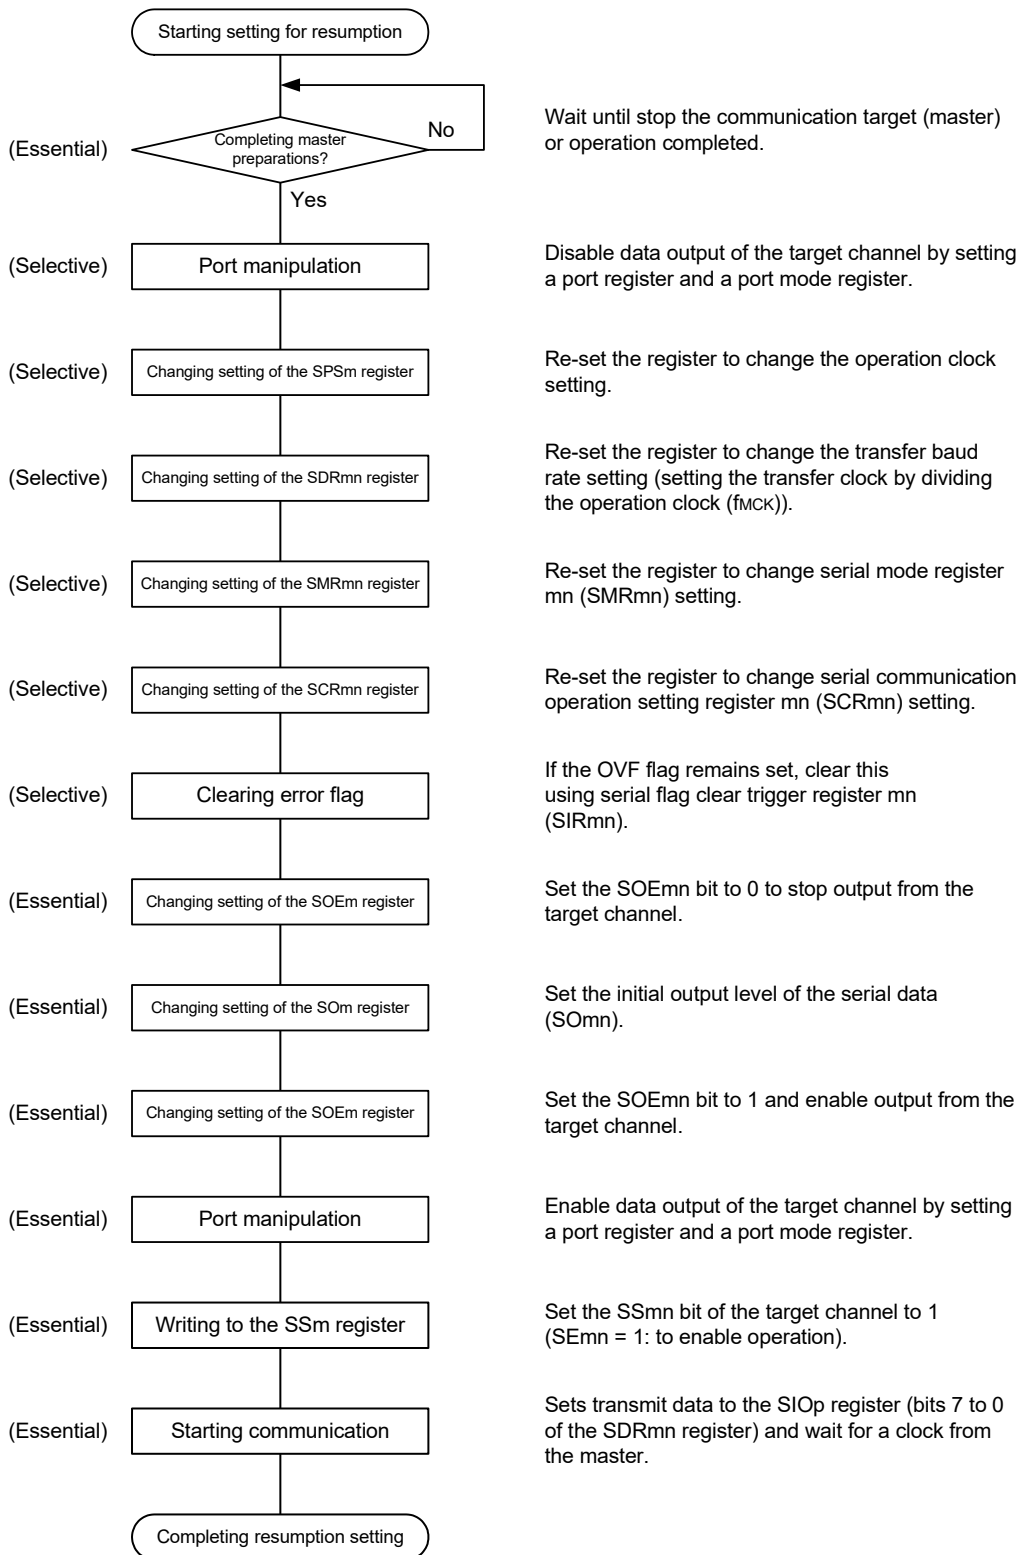 Starting setting for resumption
(Essential)
Completing master
preparations?
No
Yes
Wait until stop the communication target (master)
or operation completed.
(Selective)
Port manipulation
Disable data output of the target channel by setting
a port register and a port mode register.
(Selective)
Changing setting of the SPSm register
Re-set the register to change the operation clock
setting.
(Selective)
Changing setting of the SDRmn register
Re-set the register to change the transfer baud
rate setting (setting the transfer clock by dividing
the operation clock (fMCK)).
(Selective)
Changing setting of the SMRmn register
Re-set the register to change serial mode register
mn (SMRmn) setting.
(Selective)
Changing setting of the SCRmn register
Re-set the register to change serial communication
operation setting register mn (SCRmn) setting.
(Selective)
Clearing error flag
If the OVF flag remains set, clear this
using serial flag clear trigger register mn
(SIRmn).
(Essential)
Changing setting of the SOEm register
Set the SOEmn bit to 0 to stop output from the
target channel.
(Essential)
Changing setting of the SOm register
Set the initial output level of the serial data
(SOmn).
(Essential)
Changing setting of the SOEm register
Set the SOEmn bit to 1 and enable output from the
target channel.
(Essential)
Port manipulation
Enable data output of the target channel by setting
a port register and a port mode register.
(Essential)
Writing to the SSm register
Set the SSmn bit of the target channel to 1
(SEmn = 1: to enable operation).
(Essential)
Starting communication
Sets transmit data to the SIOp register (bits 7 to 0
of the SDRmn register) and wait for a clock from
the master.
Completing resumption setting